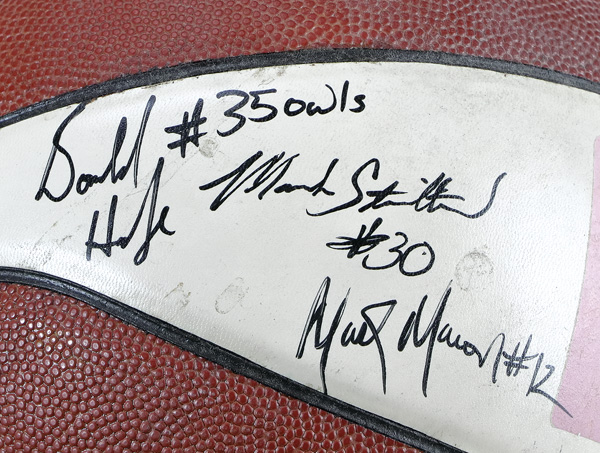 Donald #35 owls
Hodge
Mark Strickland
#30
Mark Macon #12